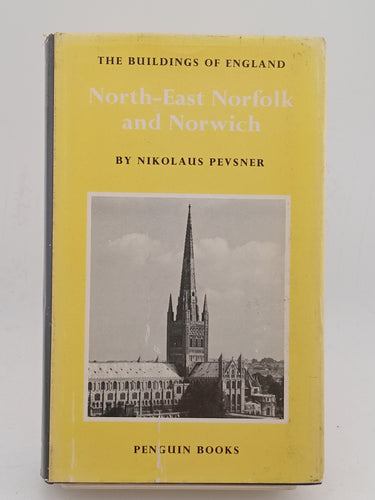 THE BUILDINGS OF ENGLAND
North-East Norfolk
and Norwich
BY NIKOLAUS PEVSNER
PENGUIN BOOKS